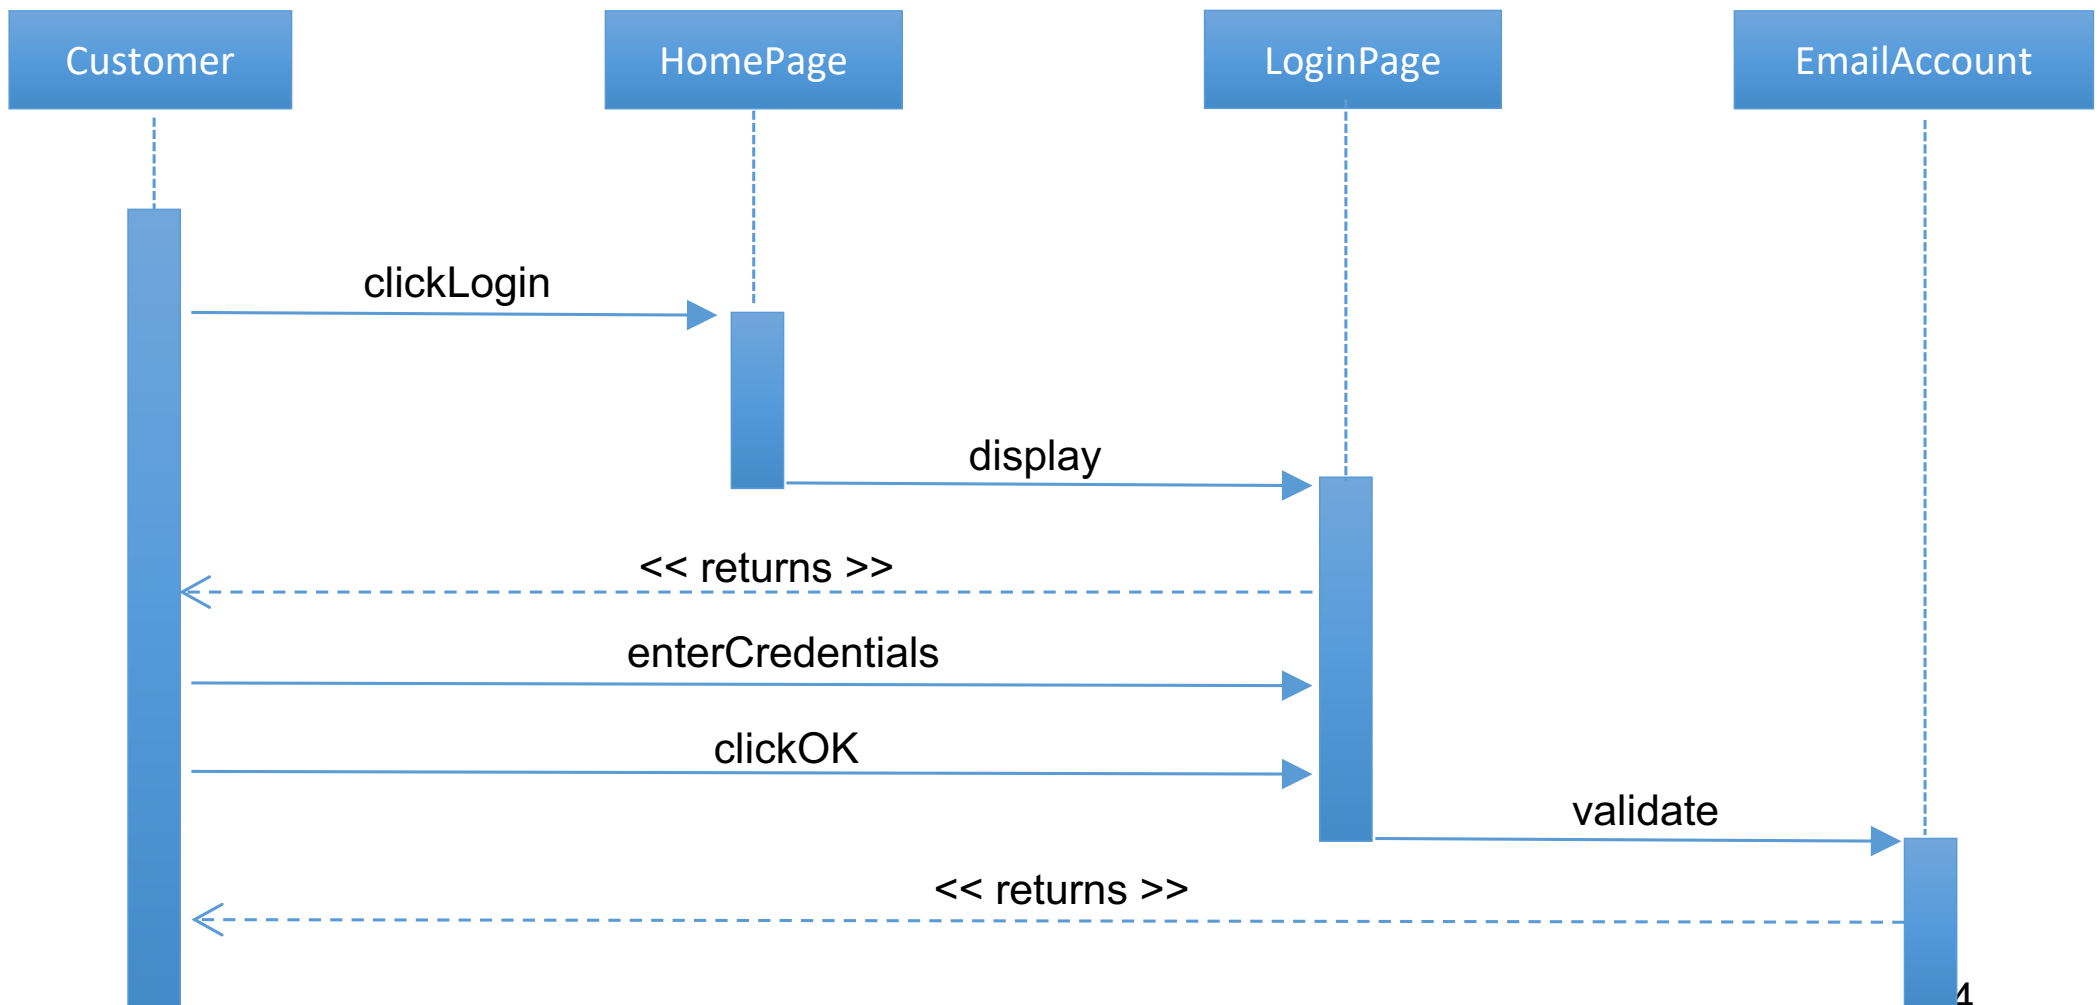 Customer
HomePage
LoginPage
EmailAccount
clickLogin
display
<< returns >>
enterCredentials
clickOK
validate
<< returns >>